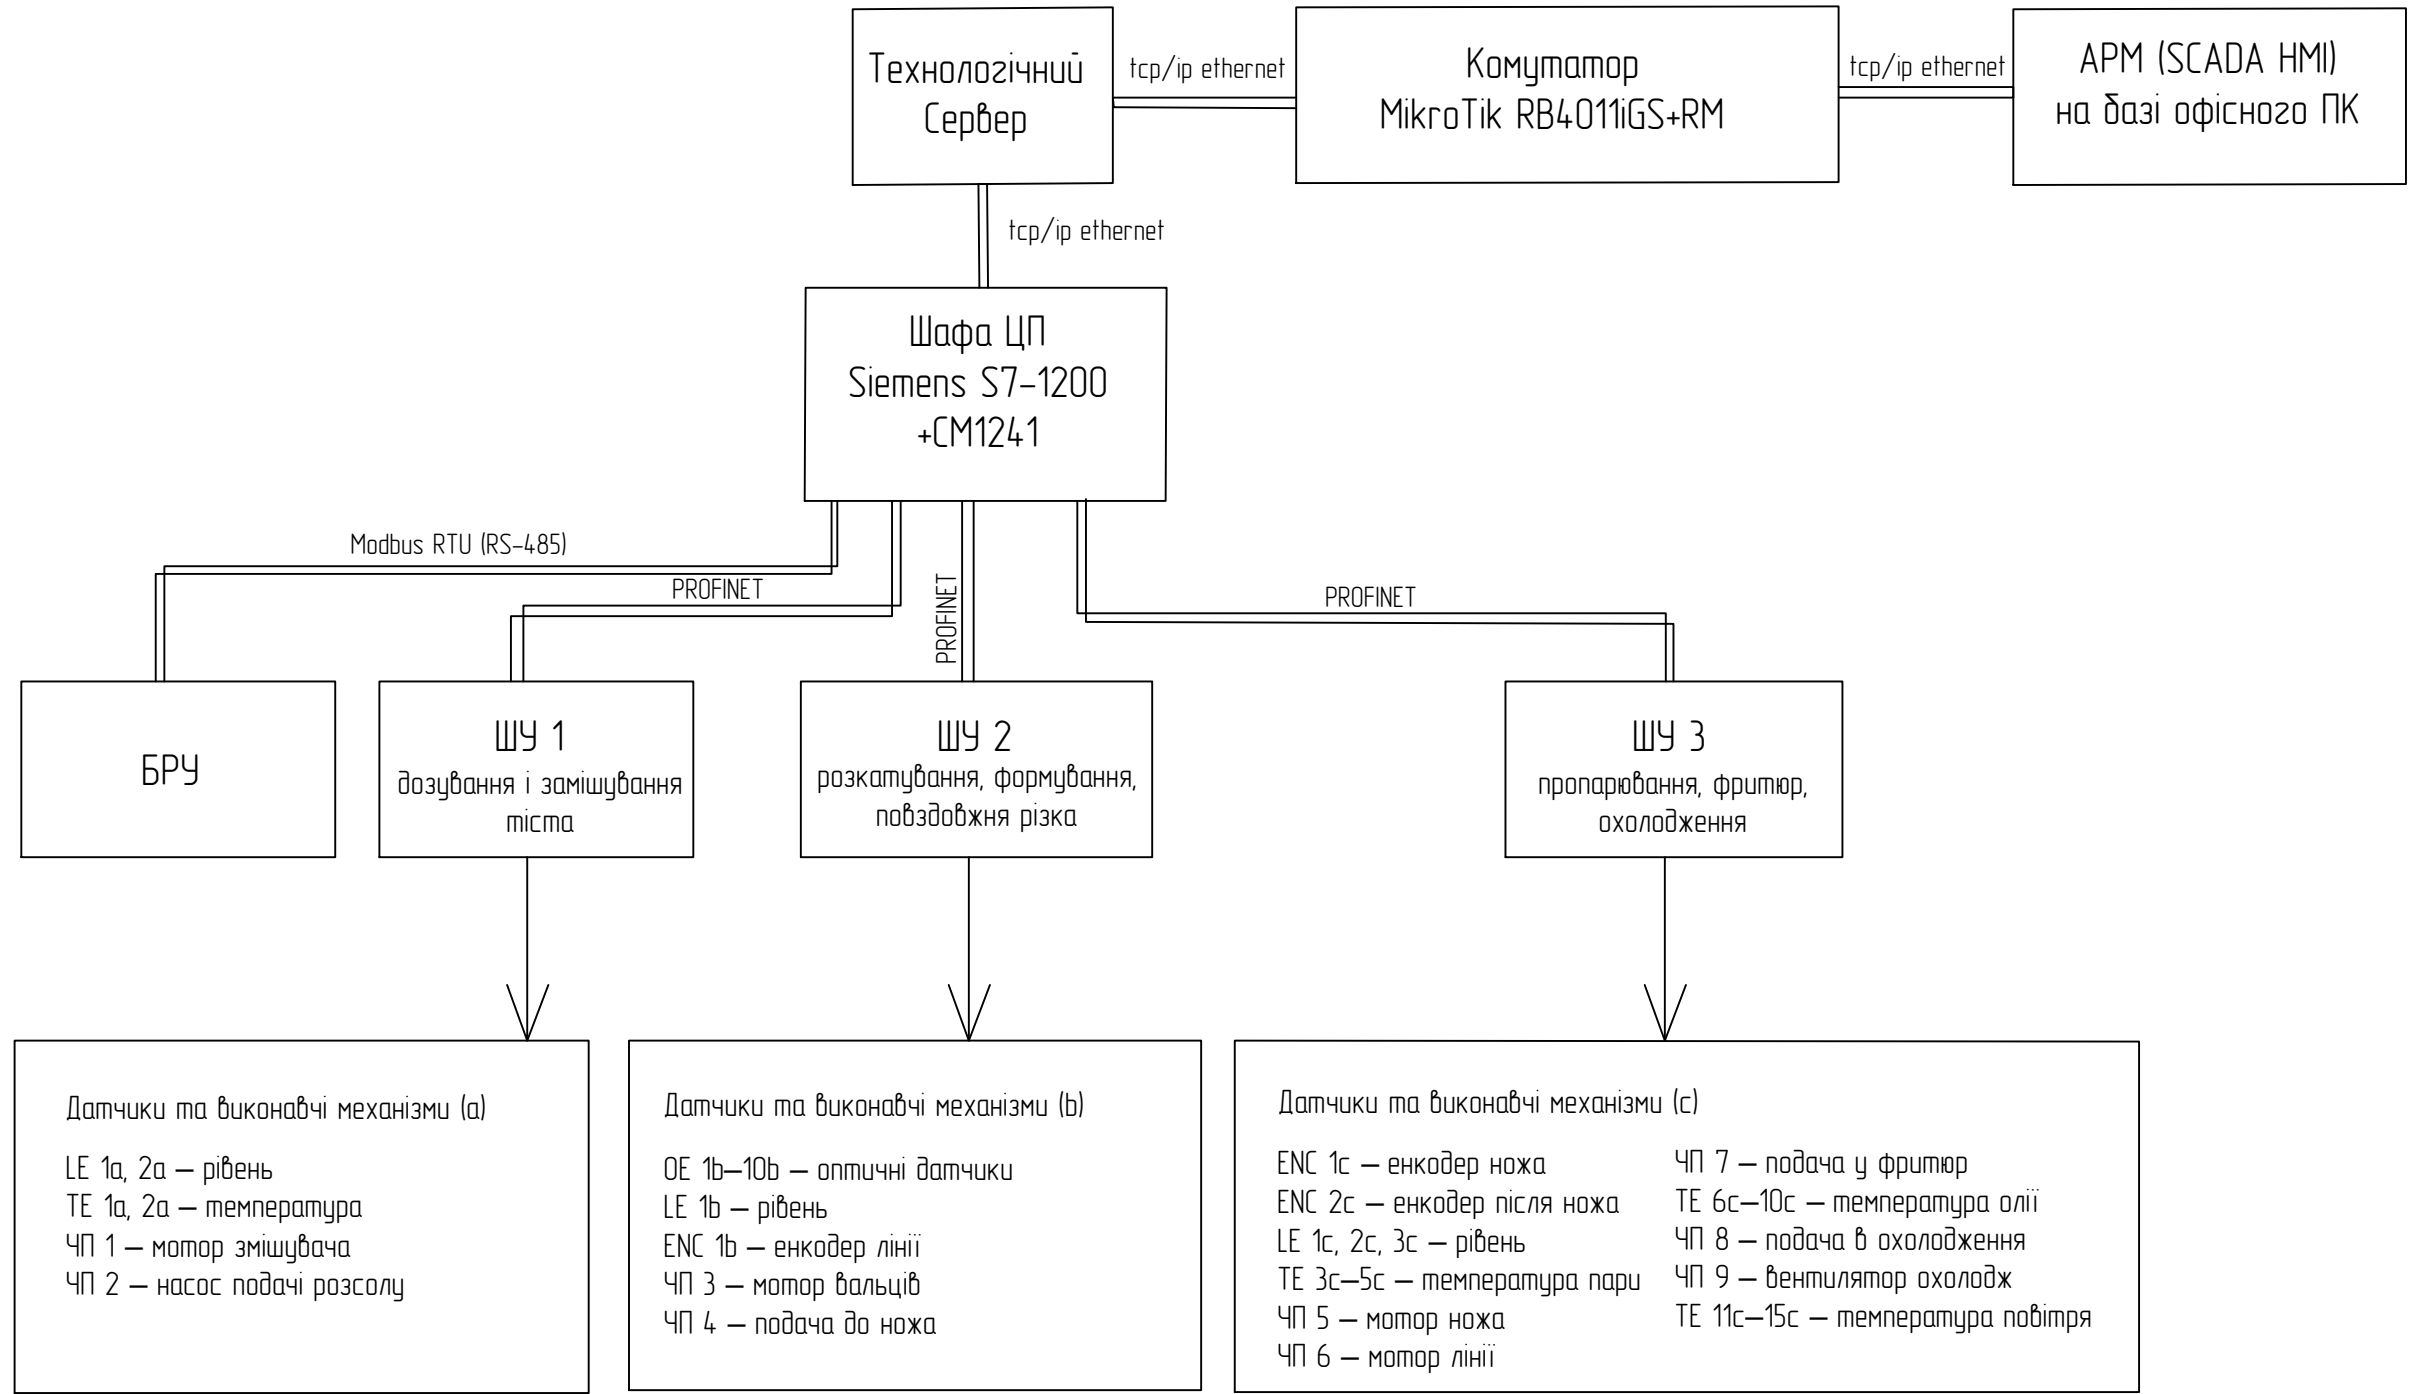 Технологічний
Сервер
tcp/ip ethernet
Комутатор
MikroTik RB4011iGS+RM
tcp/ip ethernet
АРМ (SCADA HMI)
на базі офісного ПК
tcp/ip ethernet
Шафа ЦП
Siemens S7-1200
+CM1241
Modbus RTU (RS-485)
PROFINET
PROFINET
PROFINET
БРУ
ШУ 1
дозування і замішування
тіста
ШУ 2
розкатування, формування,
повздовжня різка
ШУ 3
пропарювання, фритюр,
охолодження
Датчики та виконавчі механізми (a)
LE 1a, 2a – рівень
TE 1a, 2a – температура
ЧП 1 – мотор змішувача
ЧП 2 – насос подачі розсолу
Датчики та виконавчі механізми (b)
OE 1b–10b – оптичні датчики
LE 1b – рівень
ENC 1b – енкодер лінії
ЧП 3 – мотор вальців
ЧП 4 – подача до ножа
Датчики та виконавчі механізми (c)
ENC 1c – енкодер ножа
ENC 2c – енкодер після ножа
LE 1c, 2c, 3c – рівень
TE 3c–5c – температура пари
ЧП 5 – мотор ножа
ЧП 6 – мотор лінії
ЧП 7 – подача у фритюр
TE 6c–10c – температура олії
ЧП 8 – подача в охолодження
ЧП 9 – вентилятор охолодж
TE 11c–15c – температура повітря